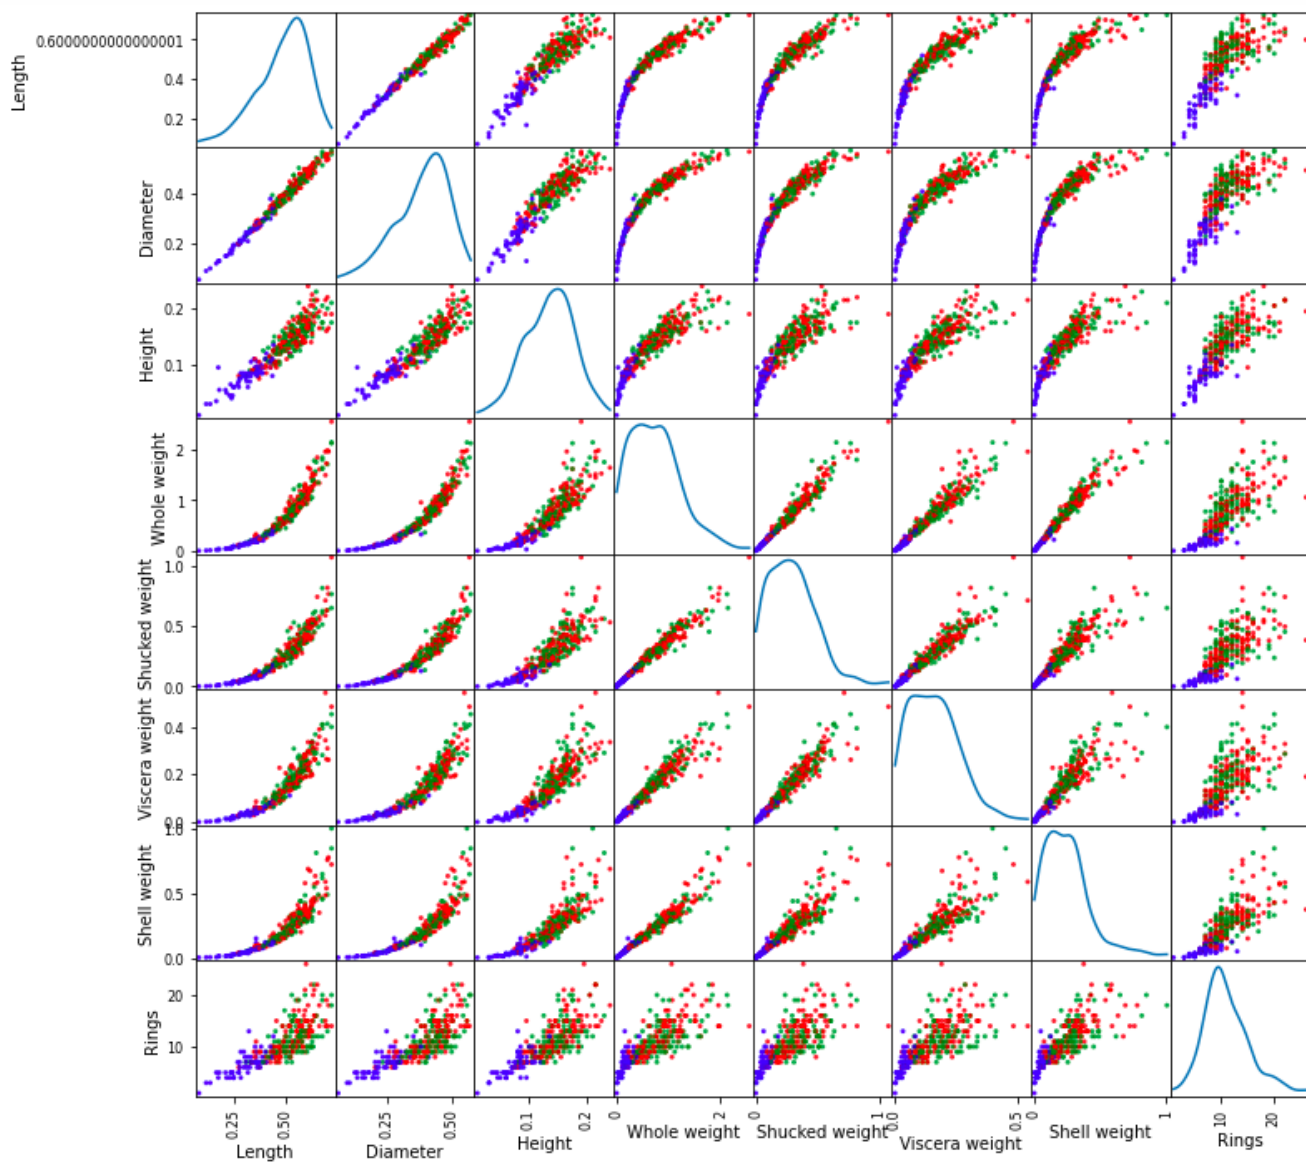 0.6000000000000001
0.4
0.2
Length
0.4
0.2
Diameter
0.2
0.1
Height
2
1
0
Whole weight
1.0
0.5
0.0
Shucked weight
0.4
0.2
0.0
Viscera weight
1.0
0.5
0.0
Shell weight
20
10
Rings
0.25 0.50 0.25 0.50 0.1 0.2 0 2 0 1 0.0 0.5 0 1 10 20
Length Diameter Height Whole weight Shucked weight Viscera weight Shell weight Rings